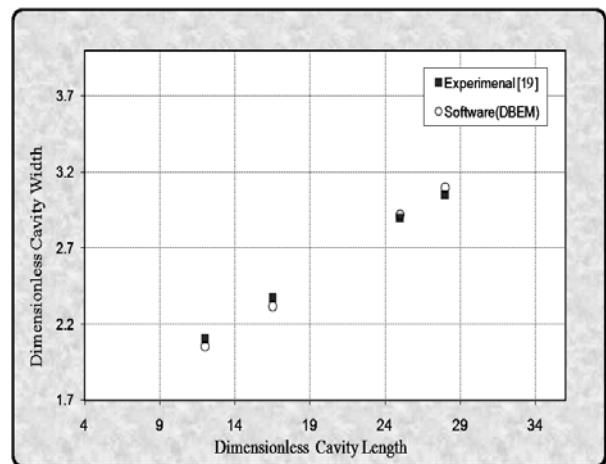 Experimenal[19]
Software(DBEM)
Dimensionless Cavity Width
3.7
3.2
2.7
2.2
1.7
4 9 14 19 24 29 34
Dimensionless Cavity Length